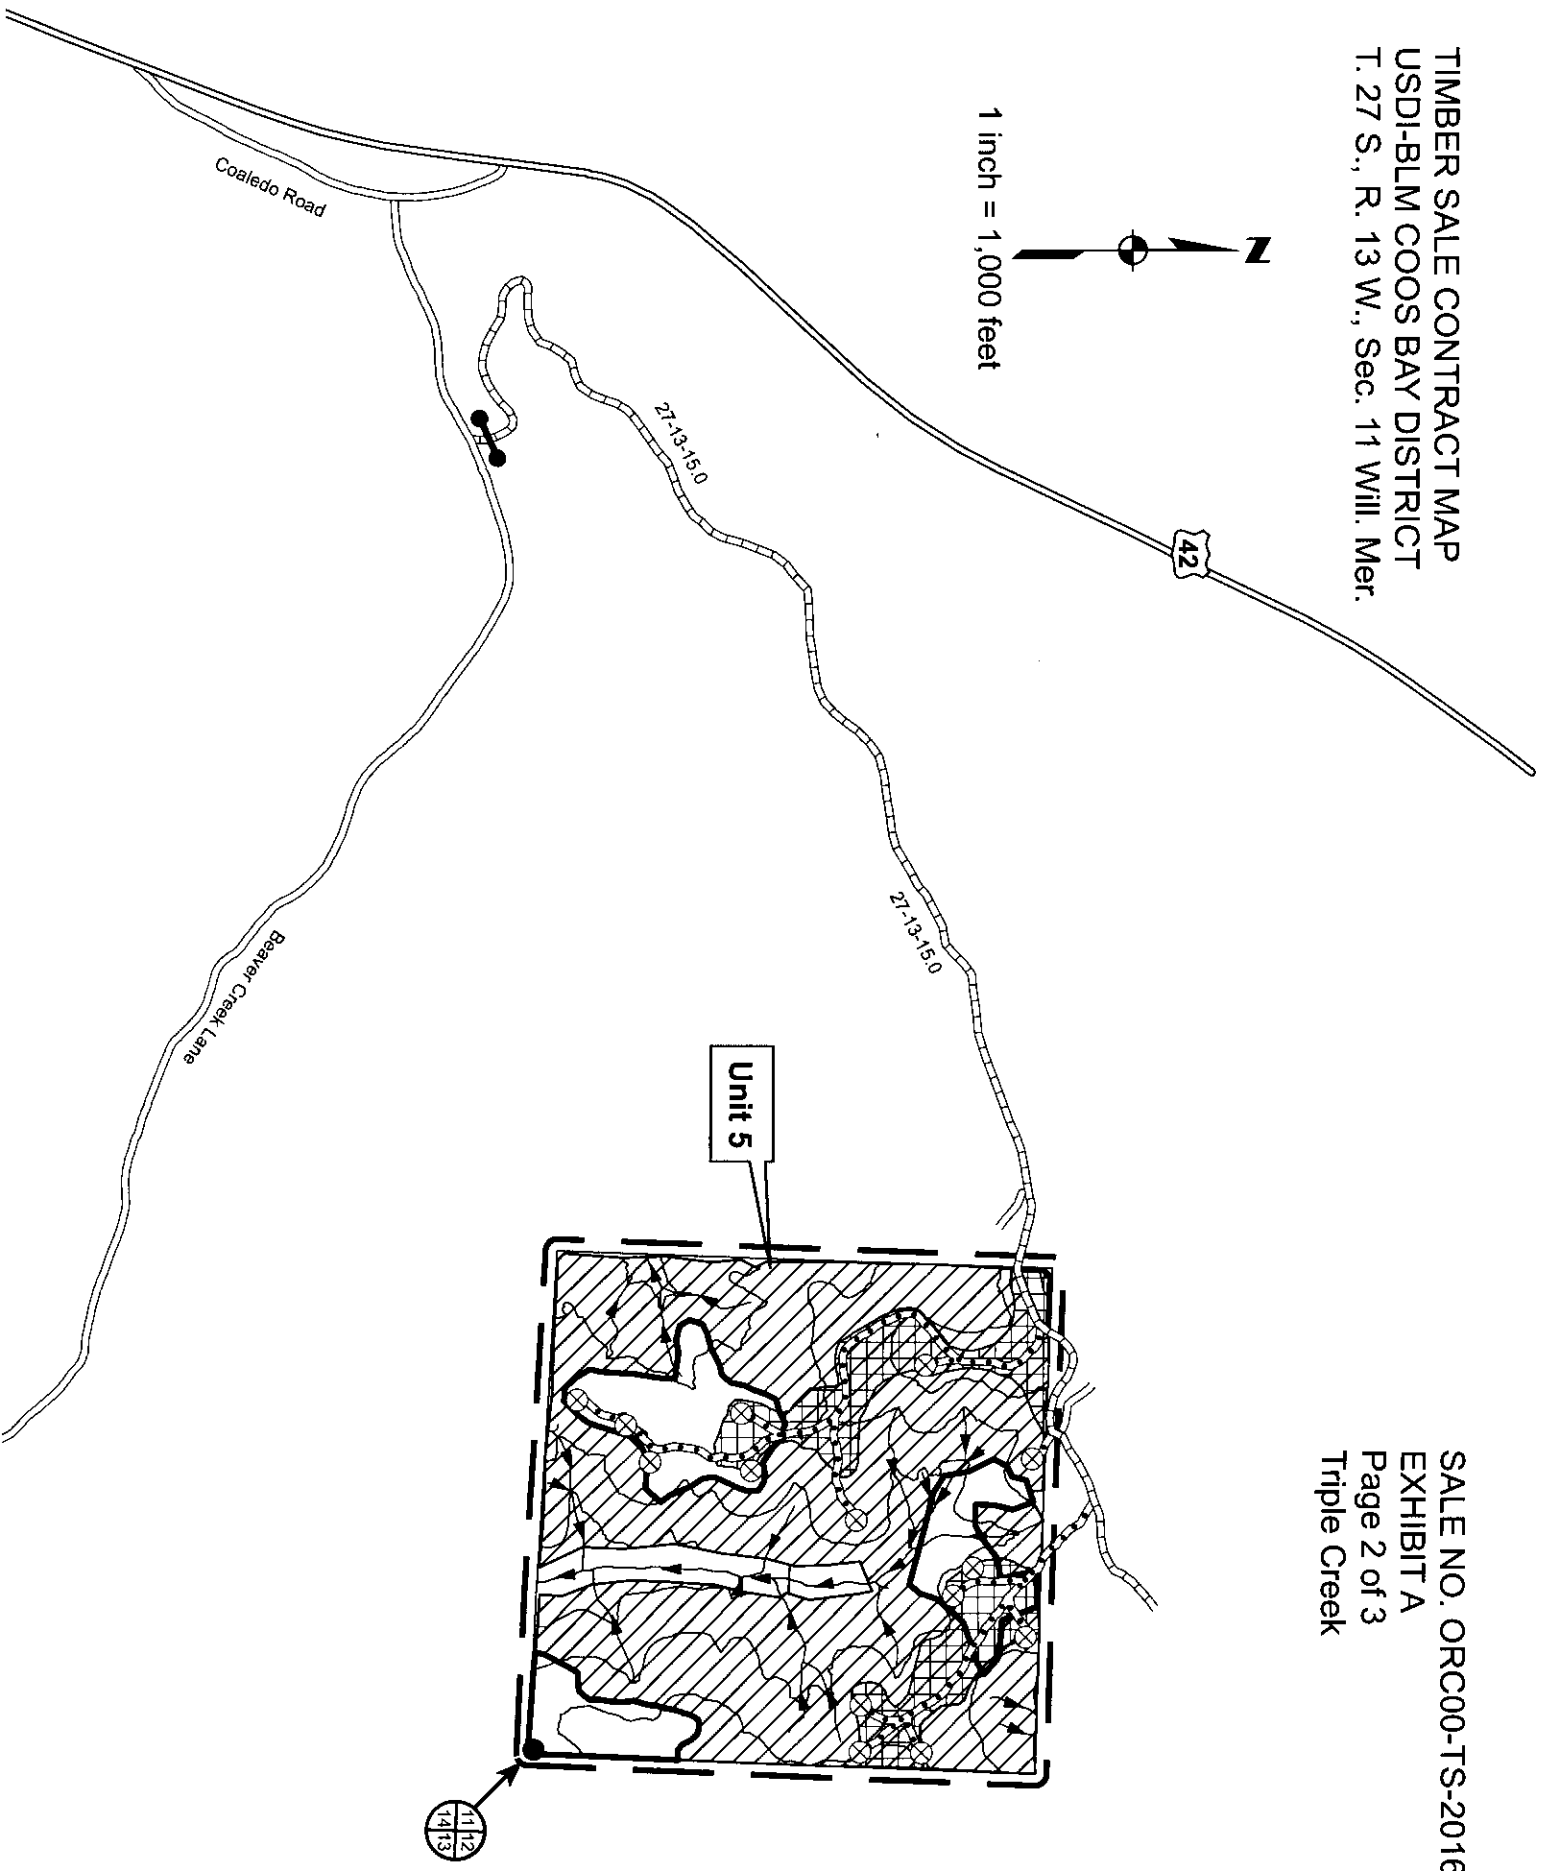 TIMBER SALE CONTRACT MAP
USDI-BLM COOS BAY DISTRICT
T. 27 S., R. 13 W., Sec. 11 Will. Mer.
SALE NO. ORC00-TS-2016
EXHIBIT A
Page 2 of 3
Triple Creek
N
1 inch = 1,000 feet
42
Coaledo Road
27-13-15.0
27-13-15.0
Beaver Creek Lane
Unit 5
11 12
14 13